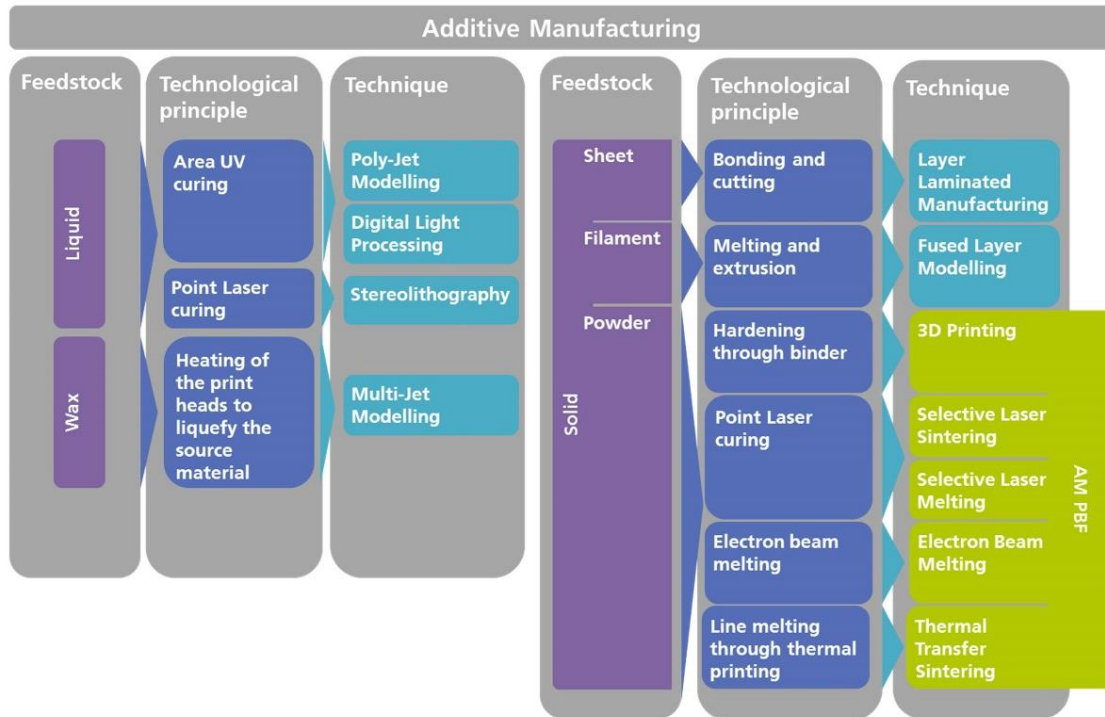 Additive Manufacturing
Feedstock
Technological
principle
Technique
Liquid
Area UV
curing
Poly-Jet
Modelling
Digital Light
Processing
Point Laser
curing
Stereolithography
Wax
Heating of
the print
heads to
liquefy the
source
material
Multi-Jet
Modelling
Feedstock
Technological
principle
Technique
Solid
Sheet
Bonding and
cutting
Layer
Laminated
Manufacturing
Filament
Melting and
extrusion
Fused Layer
Modelling
Powder
Hardening
through binder
3D Printing
Point Laser
curing
Selective Laser
Sintering
Selective Laser
Melting
Electron beam
melting
Electron Beam
Melting
Line melting
through thermal
printing
Thermal
Transfer
Sintering
AM PBF